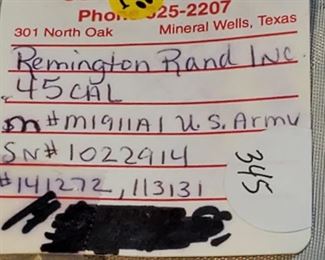 Phon 325-2207
301 North Oak Mineral Wells, Texas
Remington Rand Inc.
.45 CAL
m#M1911A1 U.S. Army
SN# 1022914
#141272, 113131
345